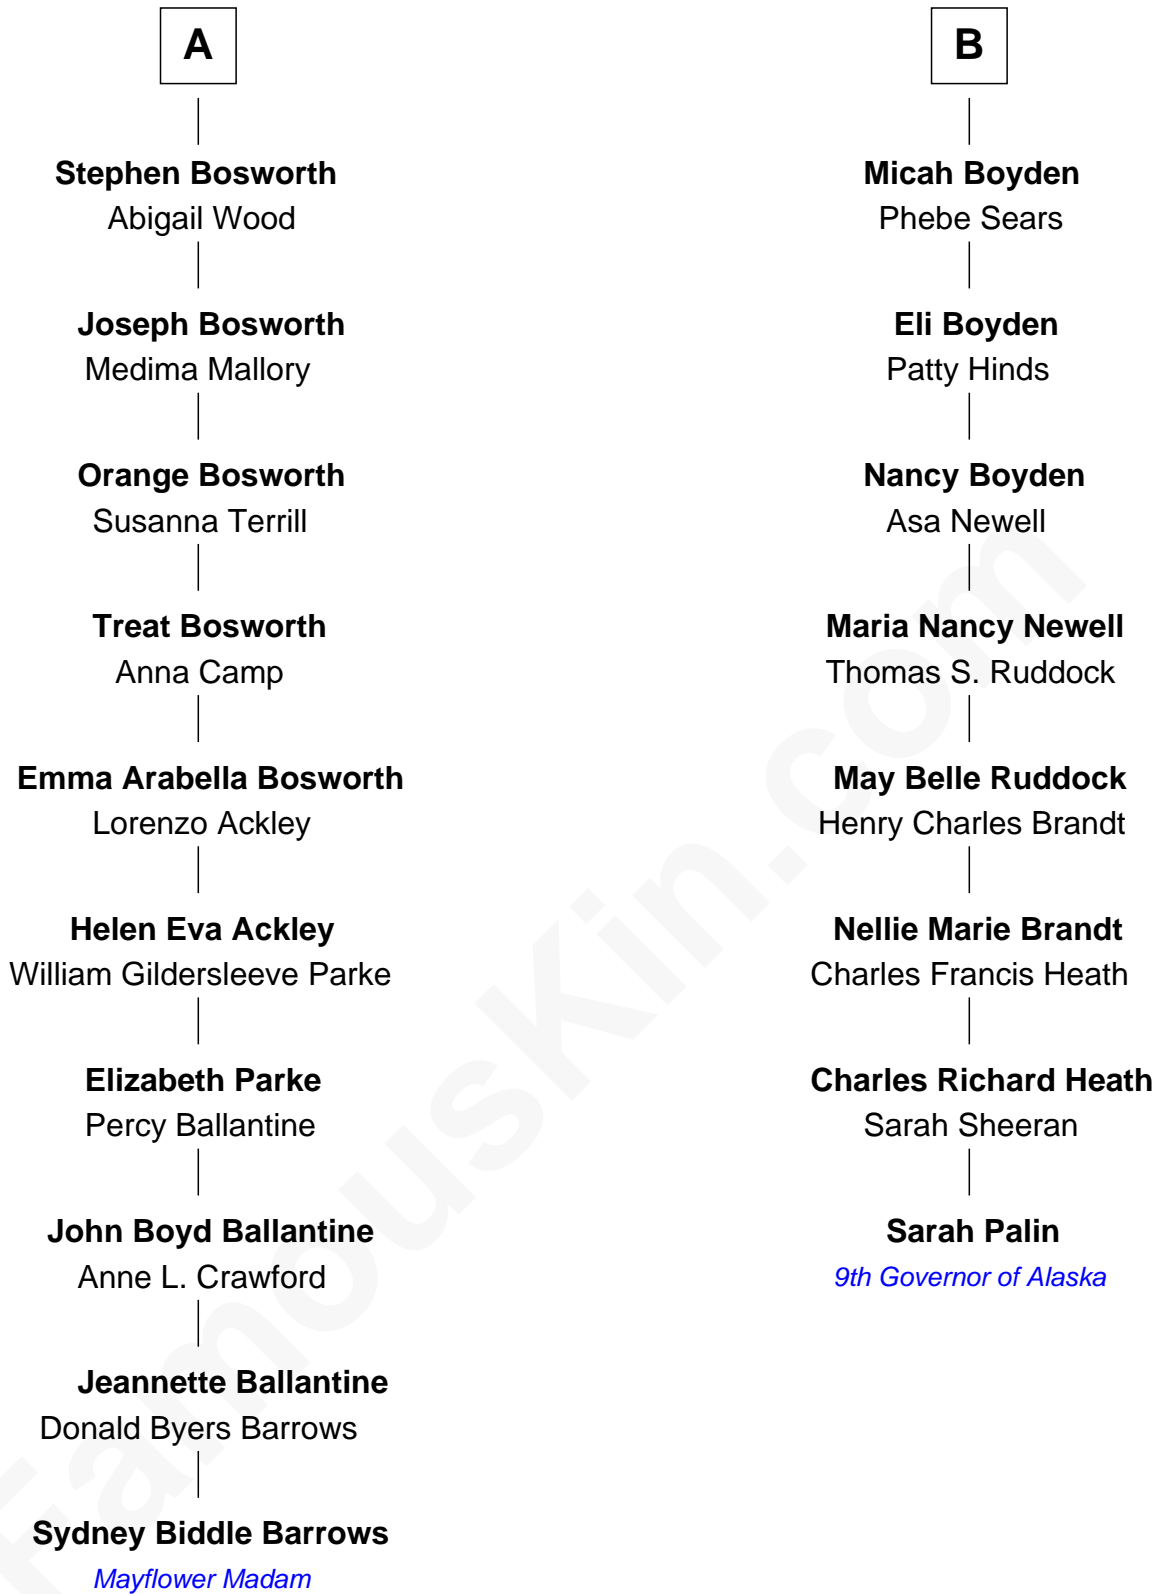 A
Stephen Bosworth
Abigail Wood
Joseph Bosworth
Medima Mallory
Orange Bosworth
Susanna Terrill
Treat Bosworth
Anna Camp
Emma Arabella Bosworth
Lorenzo Ackley
Helen Eva Ackley
William Gildersleeve Parke
Elizabeth Parke
Percy Ballantine
John Boyd Ballantine
Anne L. Crawford
Jeannette Ballantine
Donald Byers Barrows
Sydney Biddle Barrows
Mayflower Madam
B
Micah Boyden
Phebe Sears
Eli Boyden
Patty Hinds
Nancy Boyden
Asa Newell
Maria Nancy Newell
Thomas S. Ruddock
May Belle Ruddock
Henry Charles Brandt
Nellie Marie Brandt
Charles Francis Heath
Charles Richard Heath
Sarah Sheeran
Sarah Palin
9th Governor of Alaska
FamousKin.com